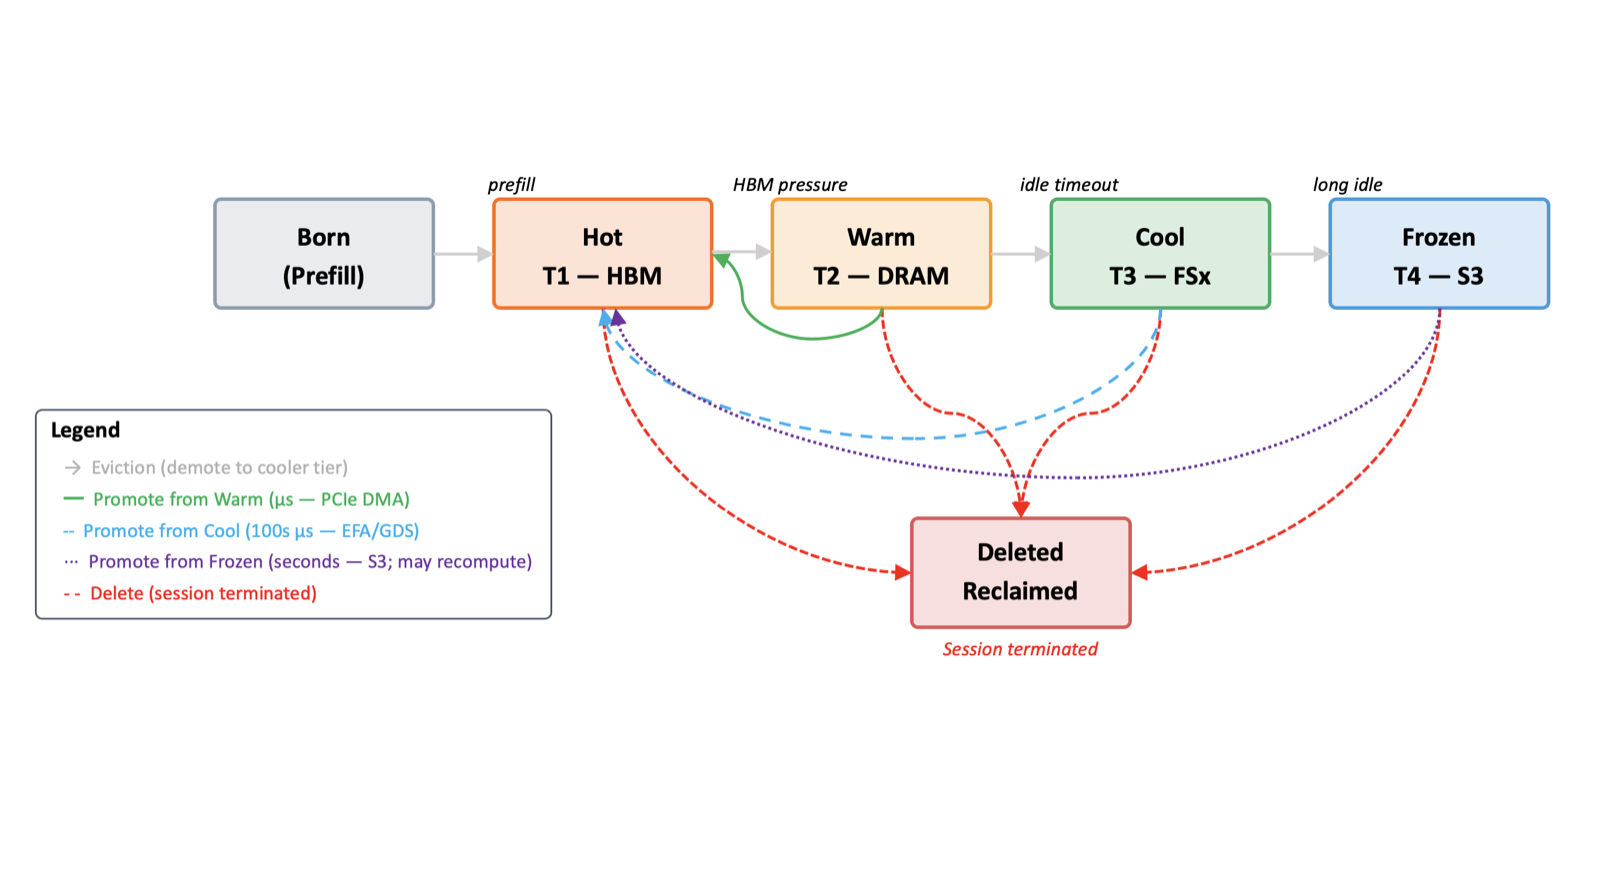 prefill
HBM pressure
idle timeout
long idle
Born
(Prefill)
Hot
T1 — HBM
Warm
T2 — DRAM
Cool
T3 — FSx
Frozen
T4 — S3
Legend
→ Eviction (demote to cooler tier)
Promote from Warm (µs — PCIe DMA)
-- Promote from Cool (100s µs — EFA/GDS)
··· Promote from Frozen (seconds — S3; may recompute)
- - Delete (session terminated)
Deleted
Reclaimed
Session terminated